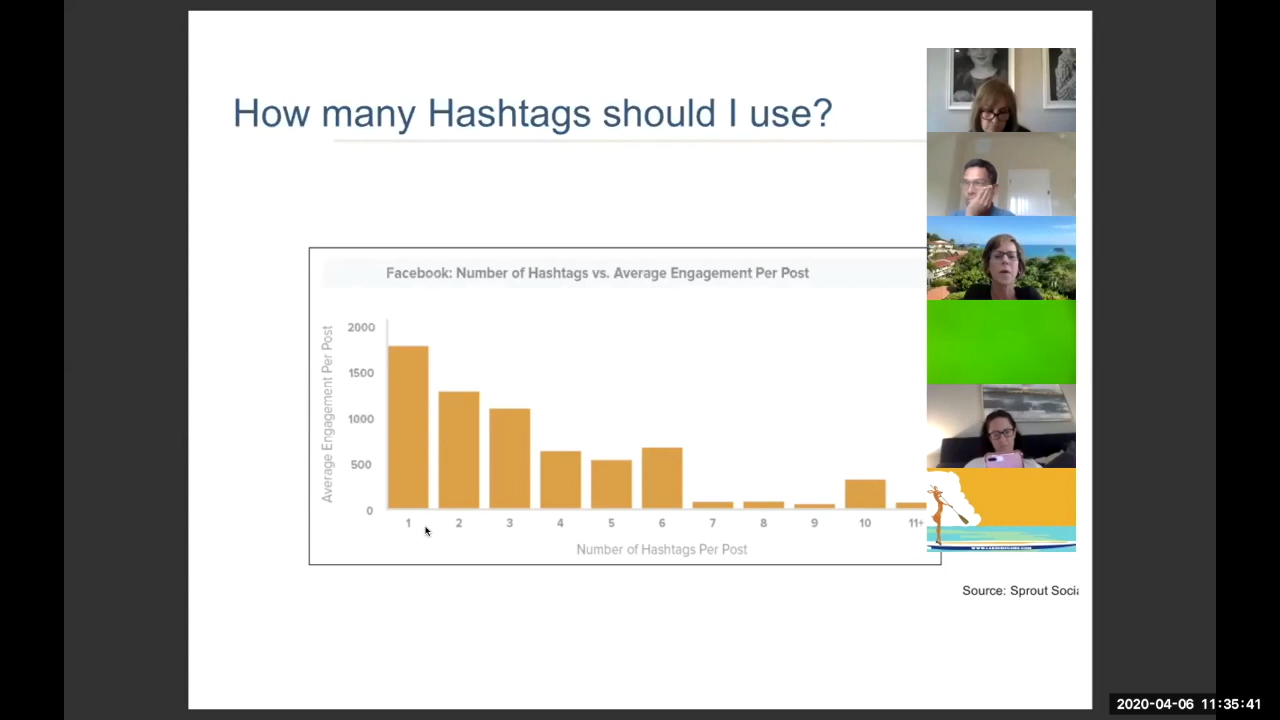 How many Hashtags should I use?
Facebook: Number of Hashtags vs. Average Engagement Per Post
Average Engagement Per Post
2000
1500
1000
500
0
1 2 3 4 5 6 7 8 9 10 11+
Number of Hashtags Per Post
Source: Sprout Socia
2020-04-06 11:35:41